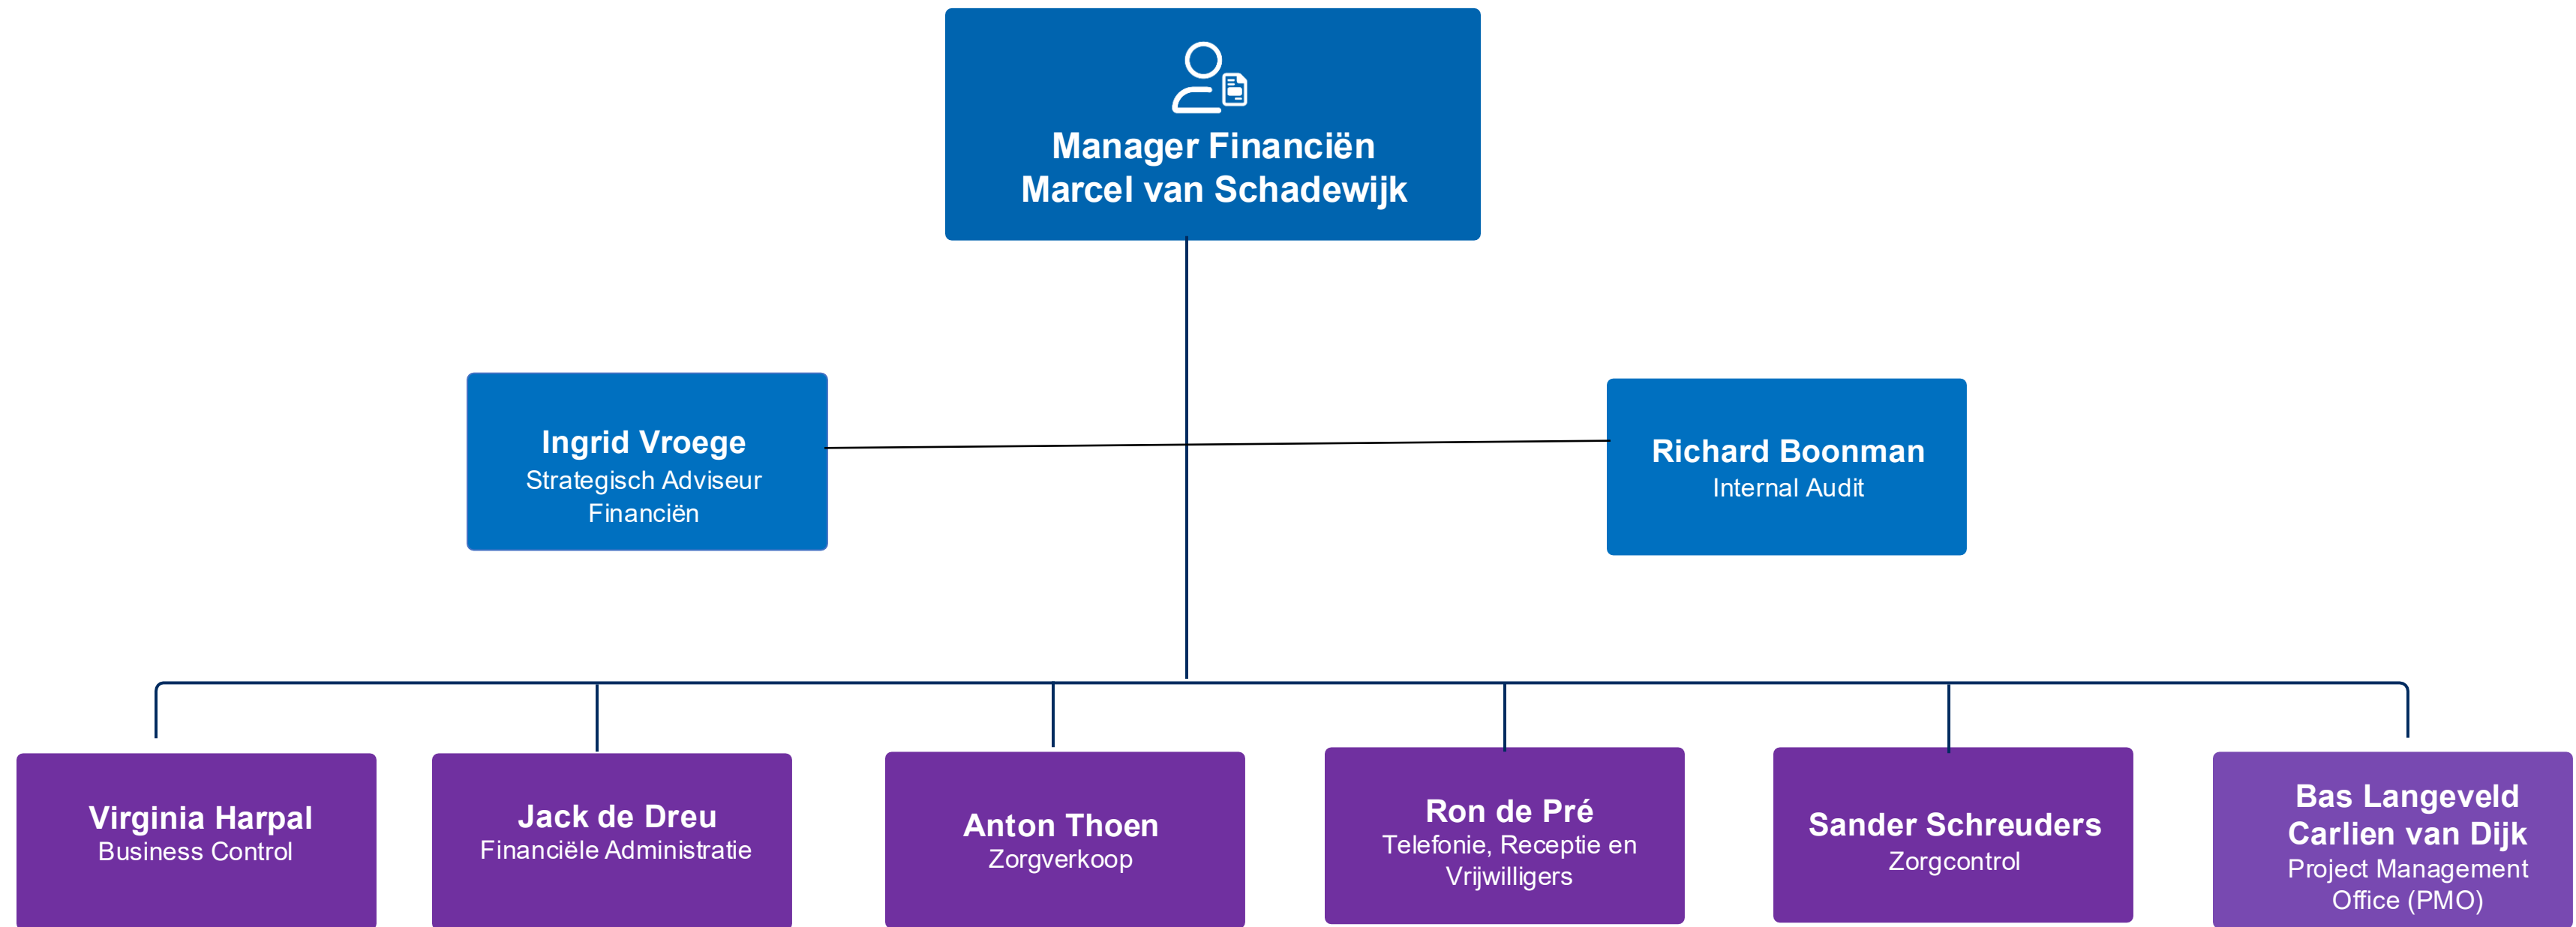 Manager Financiën
Marcel van Schadewijk
Ingrid Vroege
Strategisch Adviseur
Financiën
Richard Boonman
Internal Audit
Virginia Harpal
Business Control
Jack de Dreu
Financiële Administratie
Anton Thoen
Zorgverkoop
Ron de Pré
Telefonie, Receptie en
Vrijwilligers
Sander Schreuders
Zorgcontrol
Bas Langeveld
Carlien van Dijk
Project Management
Office (PMO)